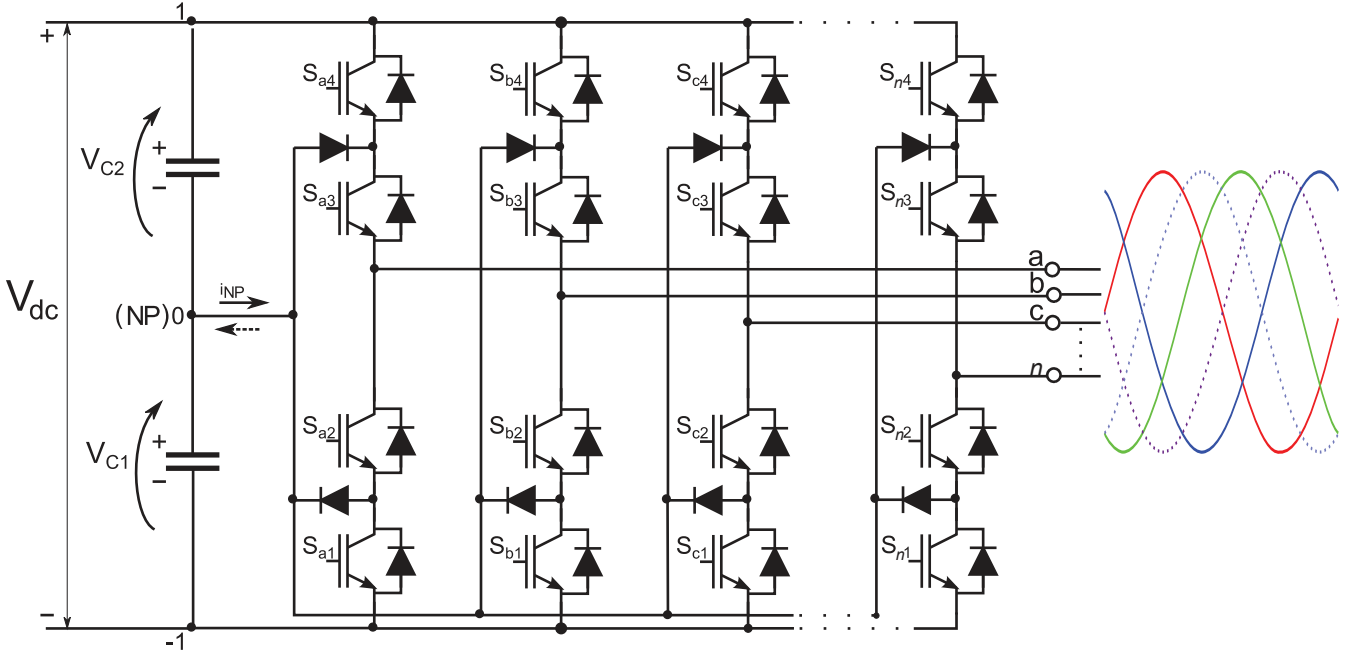 1
+
S_a4 S_b4 S_c4 S_n4
V_C2 + −
S_a3 S_b3 S_c3 S_n3
a
b
V_dc (NP)0 i_NP
c
n
S_a2 S_b2 S_c2 S_n2
V_C1 + −
S_a1 S_b1 S_c1 S_n1
−
-1